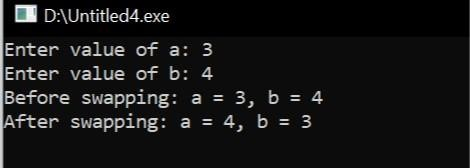 D:\Untitled4.exe
Enter value of a: 3
Enter value of b: 4
Before swapping: a = 3, b = 4
After swapping: a = 4, b = 3